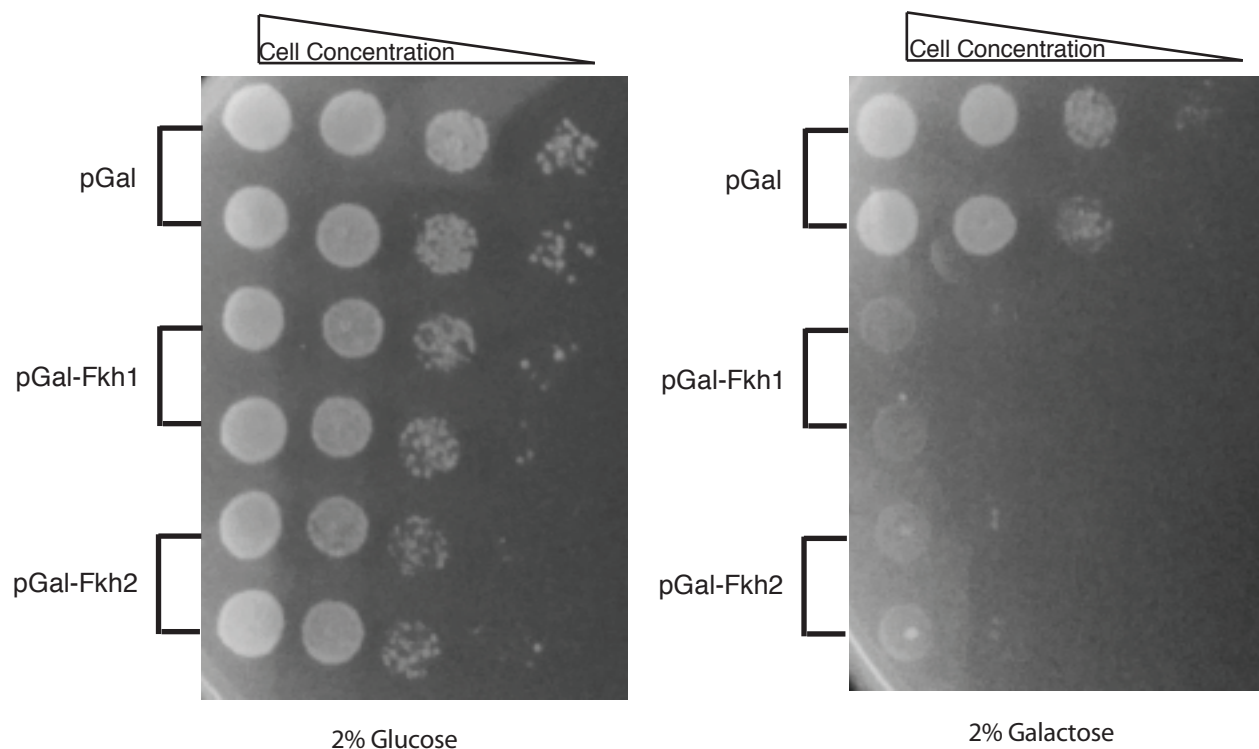 Cell Concentration
pGal
pGal-Fkh1
pGal-Fkh2
2% Glucose
Cell Concentration
pGal
pGal-Fkh1
pGal-Fkh2
2% Galactose